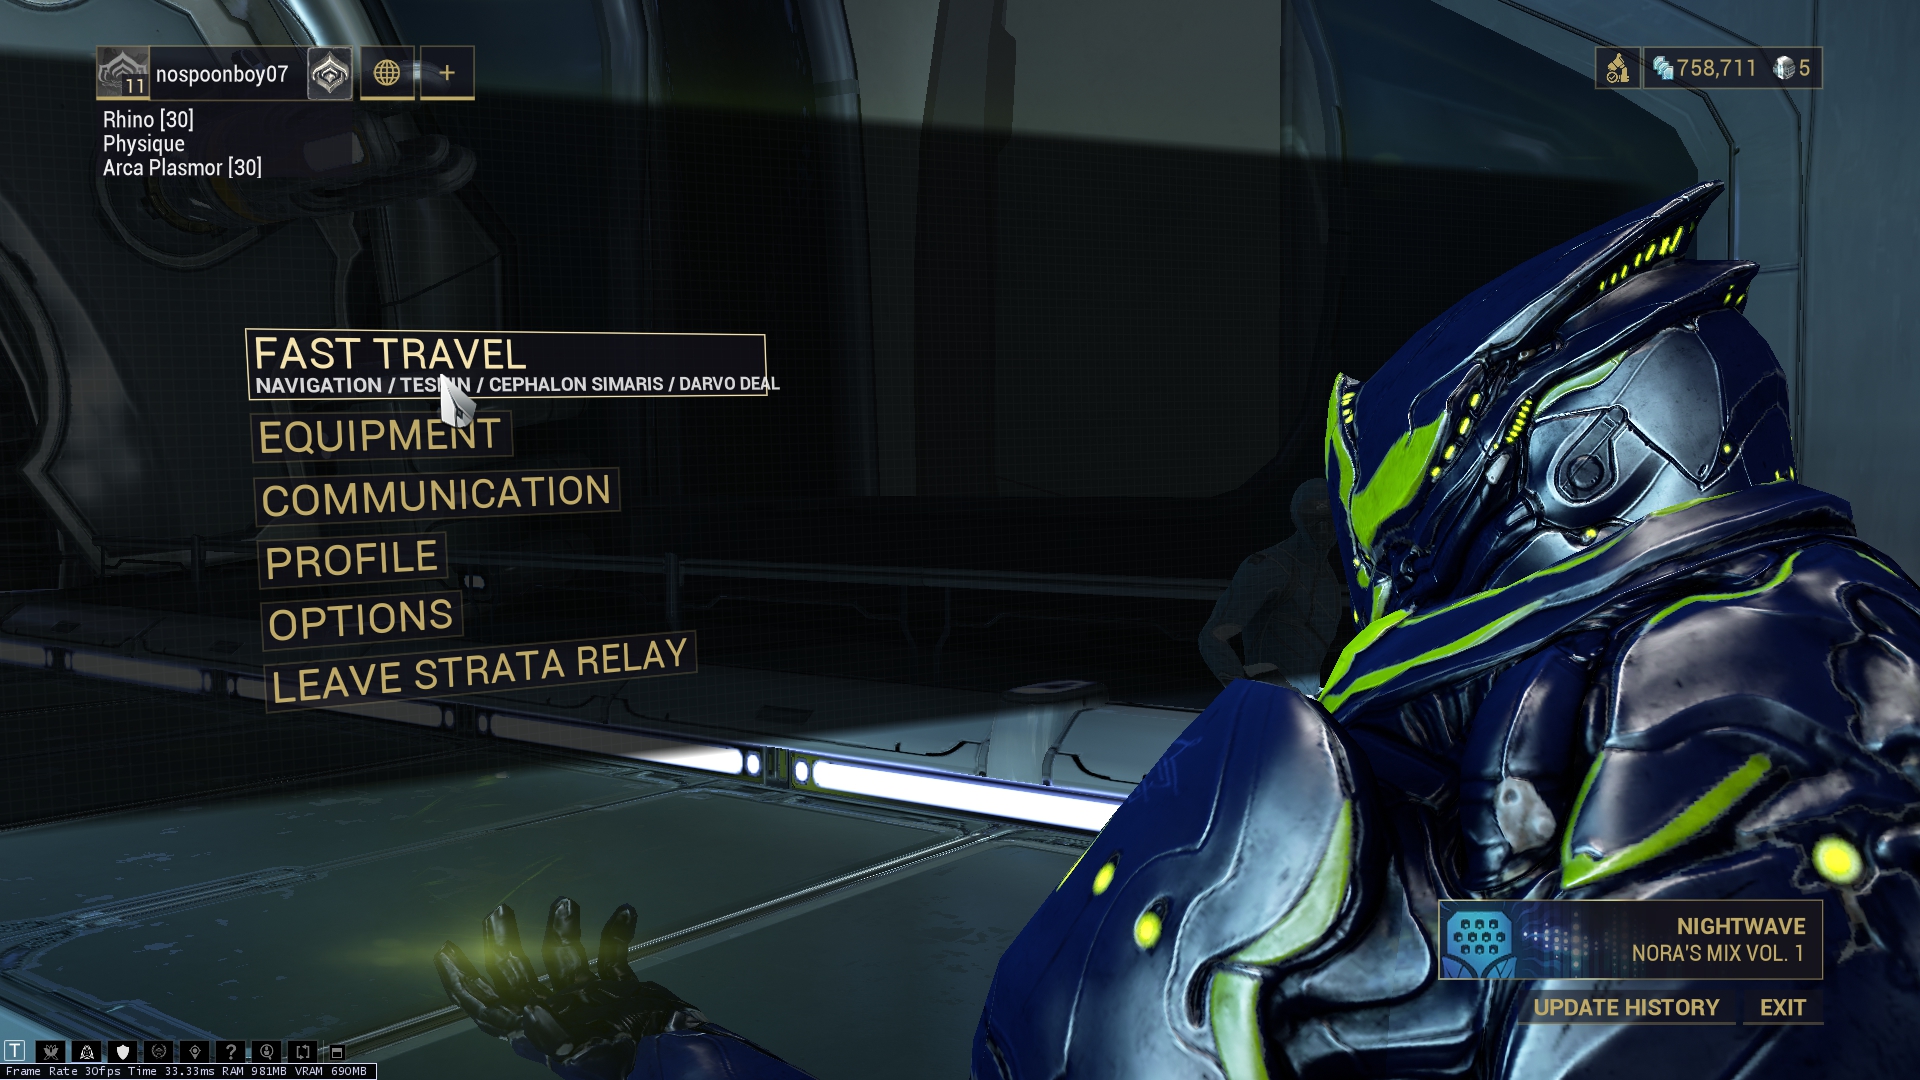 11 nospoonboy07 +
Rhino [30]
Physique
Arca Plasmor [30]
758,711 5
FAST TRAVEL
NAVIGATION / / CEPHALON SIMARIS / DARVO DEAL
EQUIPMENT
COMMUNICATION
PROFILE
OPTIONS
LEAVE STRATA RELAY
NIGHTWAVE
NORA'S MIX VOL. 1
UPDATE HISTORY EXIT
T ?
Frame Rate 30fps Time 33.33ms RAM 981MB VRAM 690MB